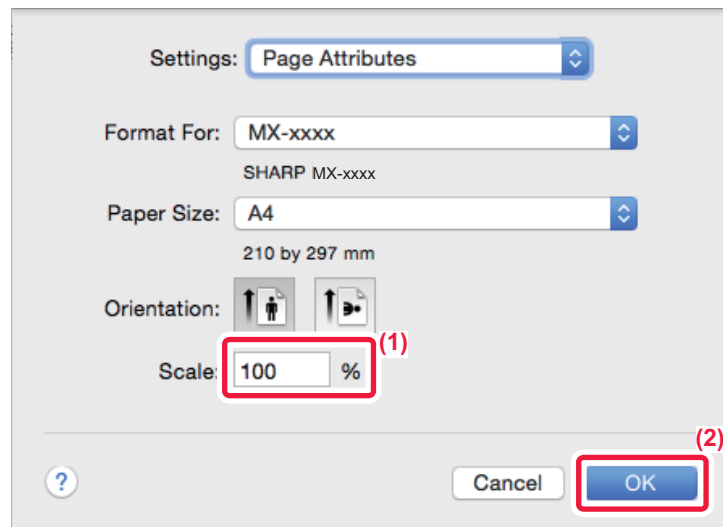 Settings: Page Attributes
Format For: MX-xxxx
SHARP MX-xxxx
Paper Size: A4
210 by 297 mm
Orientation:
(1)
Scale: 100 %
(2)
? Cancel OK